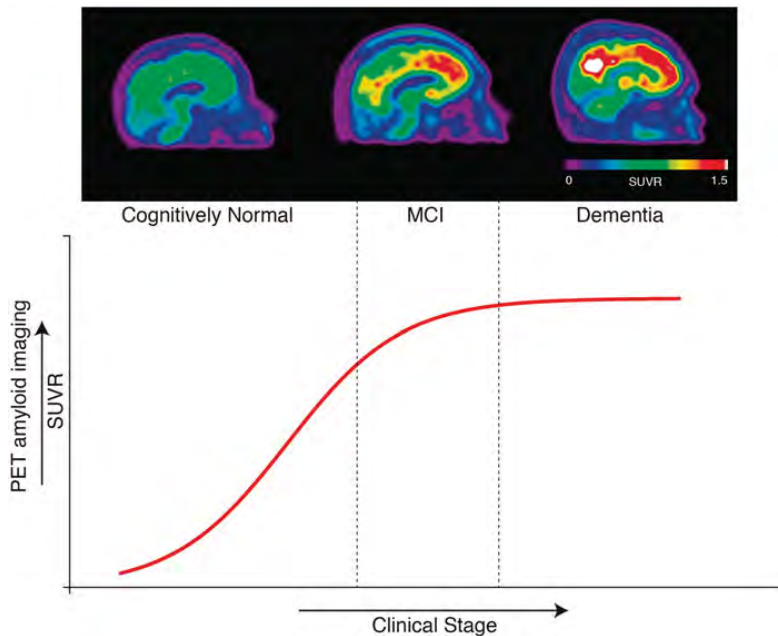 0 SUVR 1.5
Cognitively Normal MCI Dementia
PET amyloid imaging
SUVR
Clinical Stage